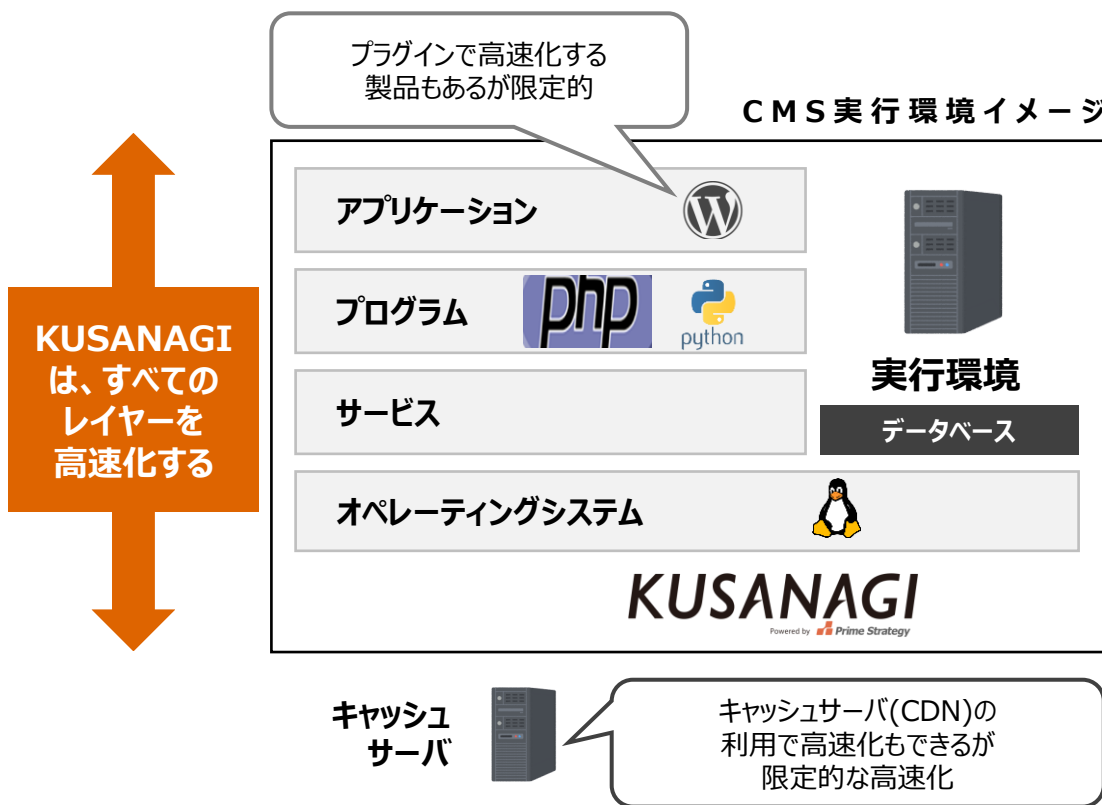 プラグインで高速化する
製品もあるが限定的
CMS実行環境イメージ
アプリケーション
W
プログラム
php
python
サービス
オペレーティングシステム
実行環境
データベース
KUSANAGI
Powered by Prime Strategy
KUSANAGI
は、すべての
レイヤーを
高速化する
キャッシュ
サーバ
キャッシュサーバ(CDN)の
利用で高速化もできるが
限定的な高速化